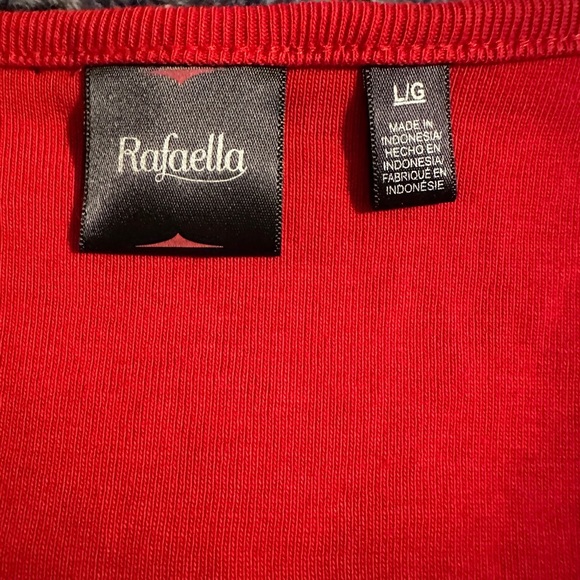 Rafaella
L/G
MADE IN
INDONESIA/
HECHO EN
INDONESIA/
FABRIQUÉ EN
INDONÉSIE